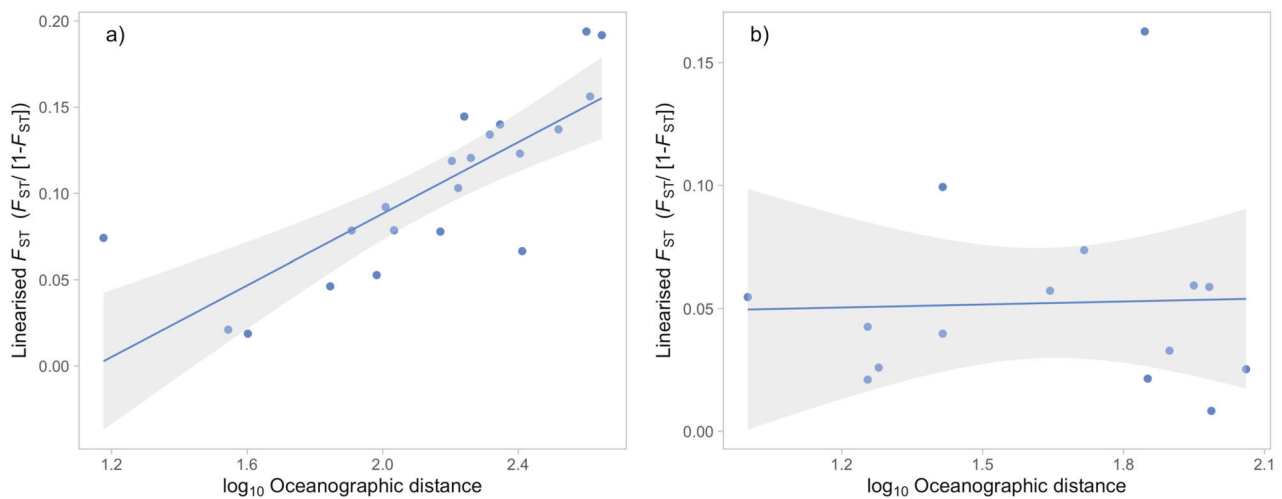 a)
Linearised FST (FST/ [1-FST])
0.20
0.15
0.10
0.05
0.00
1.2 1.6 2.0 2.4
log10 Oceanographic distance
b)
Linearised FST (FST/ [1-FST])
0.15
0.10
0.05
0.00
1.2 1.5 1.8 2.1
log10 Oceanographic distance